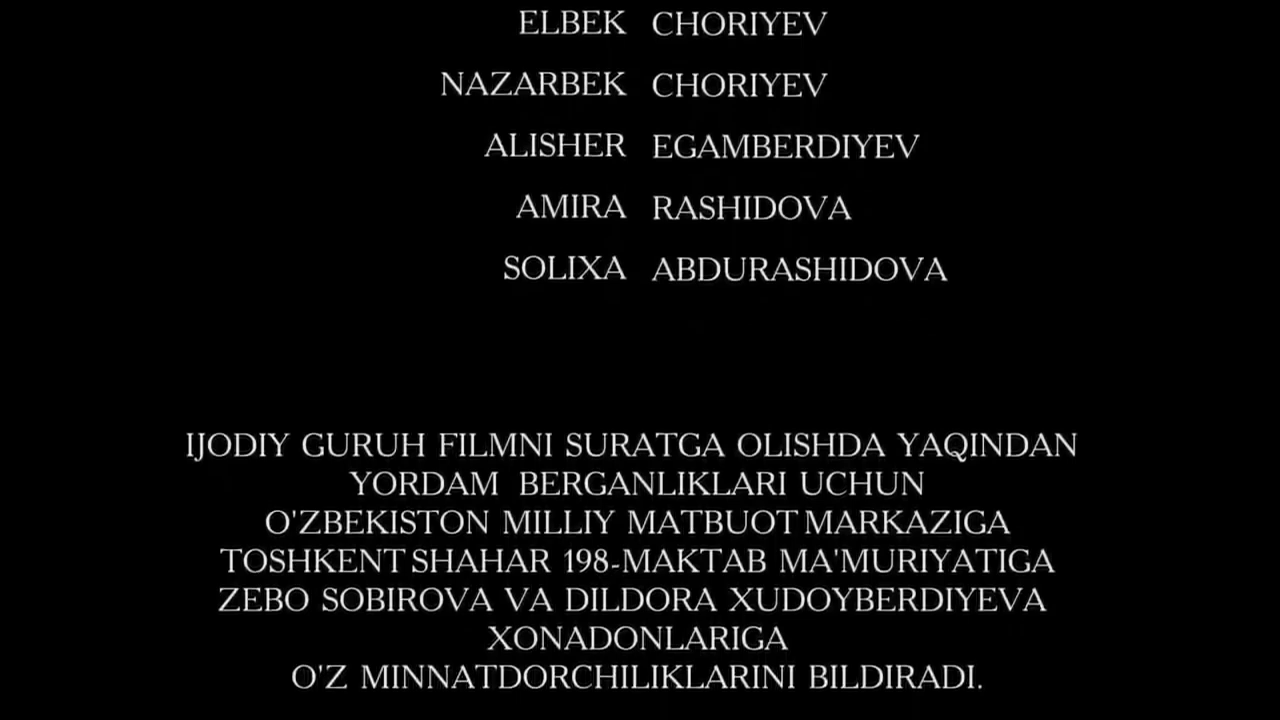 ELBEK CHORIYEV
NAZARBEK CHORIYEV
ALISHER EGAMBERDIYEV
AMIRA RASHIDOVA
SOLIXA ABDURASHIDOVA
IJODIY GURUH FILMNI SURATGA OLISHDA YAQINDAN
YORDAM BERGANLIKLARI UCHUN
O'ZBEKISTON MILLIY MATBUOT MARKAZIGA
TOSHKENT SHAHAR 198-MAKTAB MA'MURIYATIGA
ZEBO SOBIROVA VA DILDORA XUDOYBERDIYEVA
XONADONLARIGA
O'Z MINNATDORCHILIKLARINI BILDIRADI.